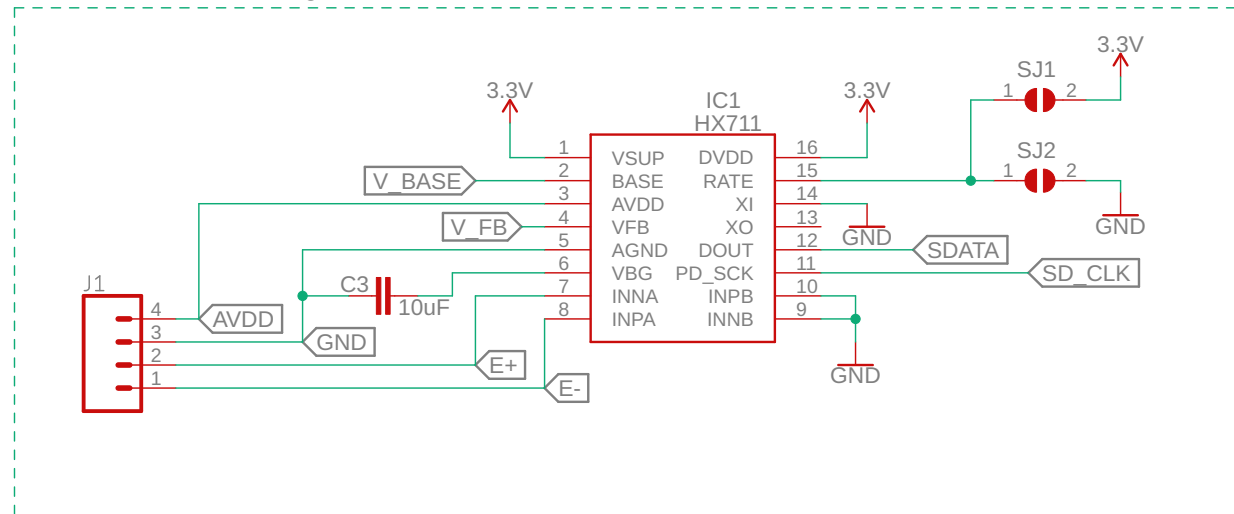 3.3V
SJ1
1 2
3.3V
3.3V
IC1
HX711
SJ2
1 2
GND
1 VSUP DVDD 16
V_BASE 2 BASE RATE 15
3 AVDD XI 14
GND
V_FB 4 VFB XO 13
5 AGND DOUT 12 SDATA
6 VBG PD_SCK 11 SD_CLK
C3
10uF
7 INNA INPB 10
8 INPA INNB 9
GND
J1
4 AVDD
3 GND
2 E+
1 E-